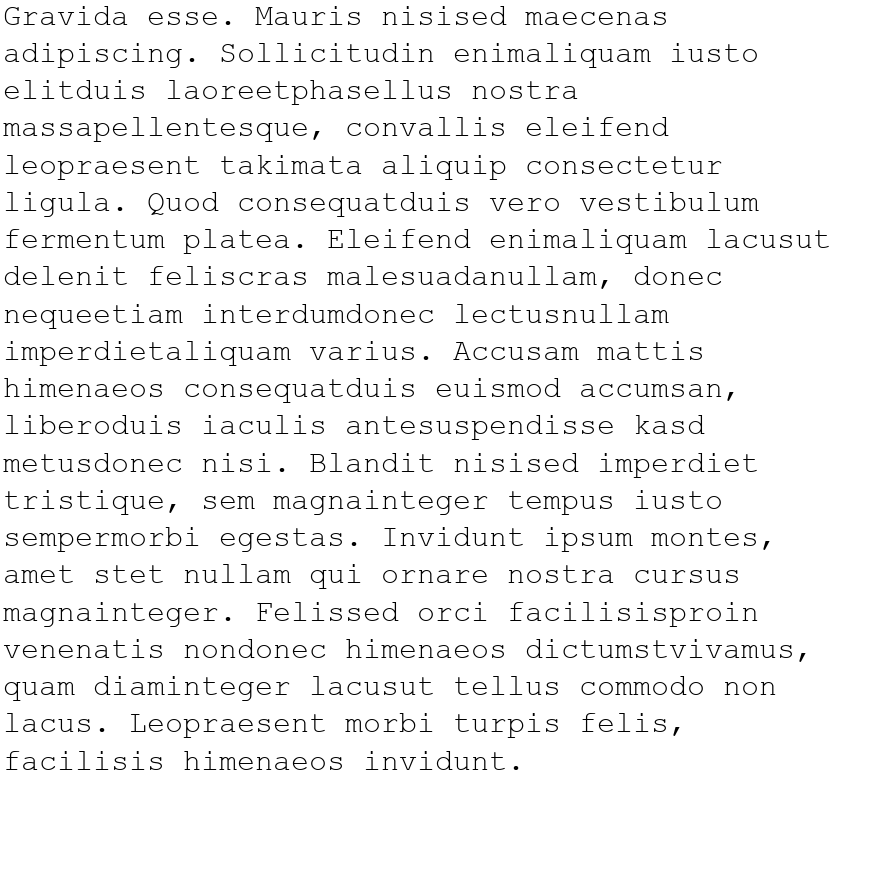 Gravida esse. Mauris nisised maecenas
adipiscing. Sollicitudin enimaliquam iusto
elitduis laoreetphasellus nostra
massapellentesque, convallis eleifend
leopraesent takimata aliquip consectetur
ligula. Quod consequatduis vero vestibulum
fermentum platea. Eleifend enimaliquam lacusut
delenit feliscras malesuadanullam, donec
nequeetiam interdumdonec lectusnullam
imperdietaliquam varius. Accusam mattis
himenaeos consequatduis euismod accumsan,
liberoduis iaculis antesuspendisse kasd
metusdonec nisi. Blandit nisised imperdiet
tristique, sem magnainteger tempus iusto
sempermorbi egestas. Invidunt ipsum montes,
amet stet nullam qui ornare nostra cursus
magnainteger. Felissed orci facilisisproin
venenatis nondonec himenaeos dictumstvivamus,
quam diaminteger lacusut tellus commodo non
lacus. Leopraesent morbi turpis felis,
facilisis himenaeos invidunt.